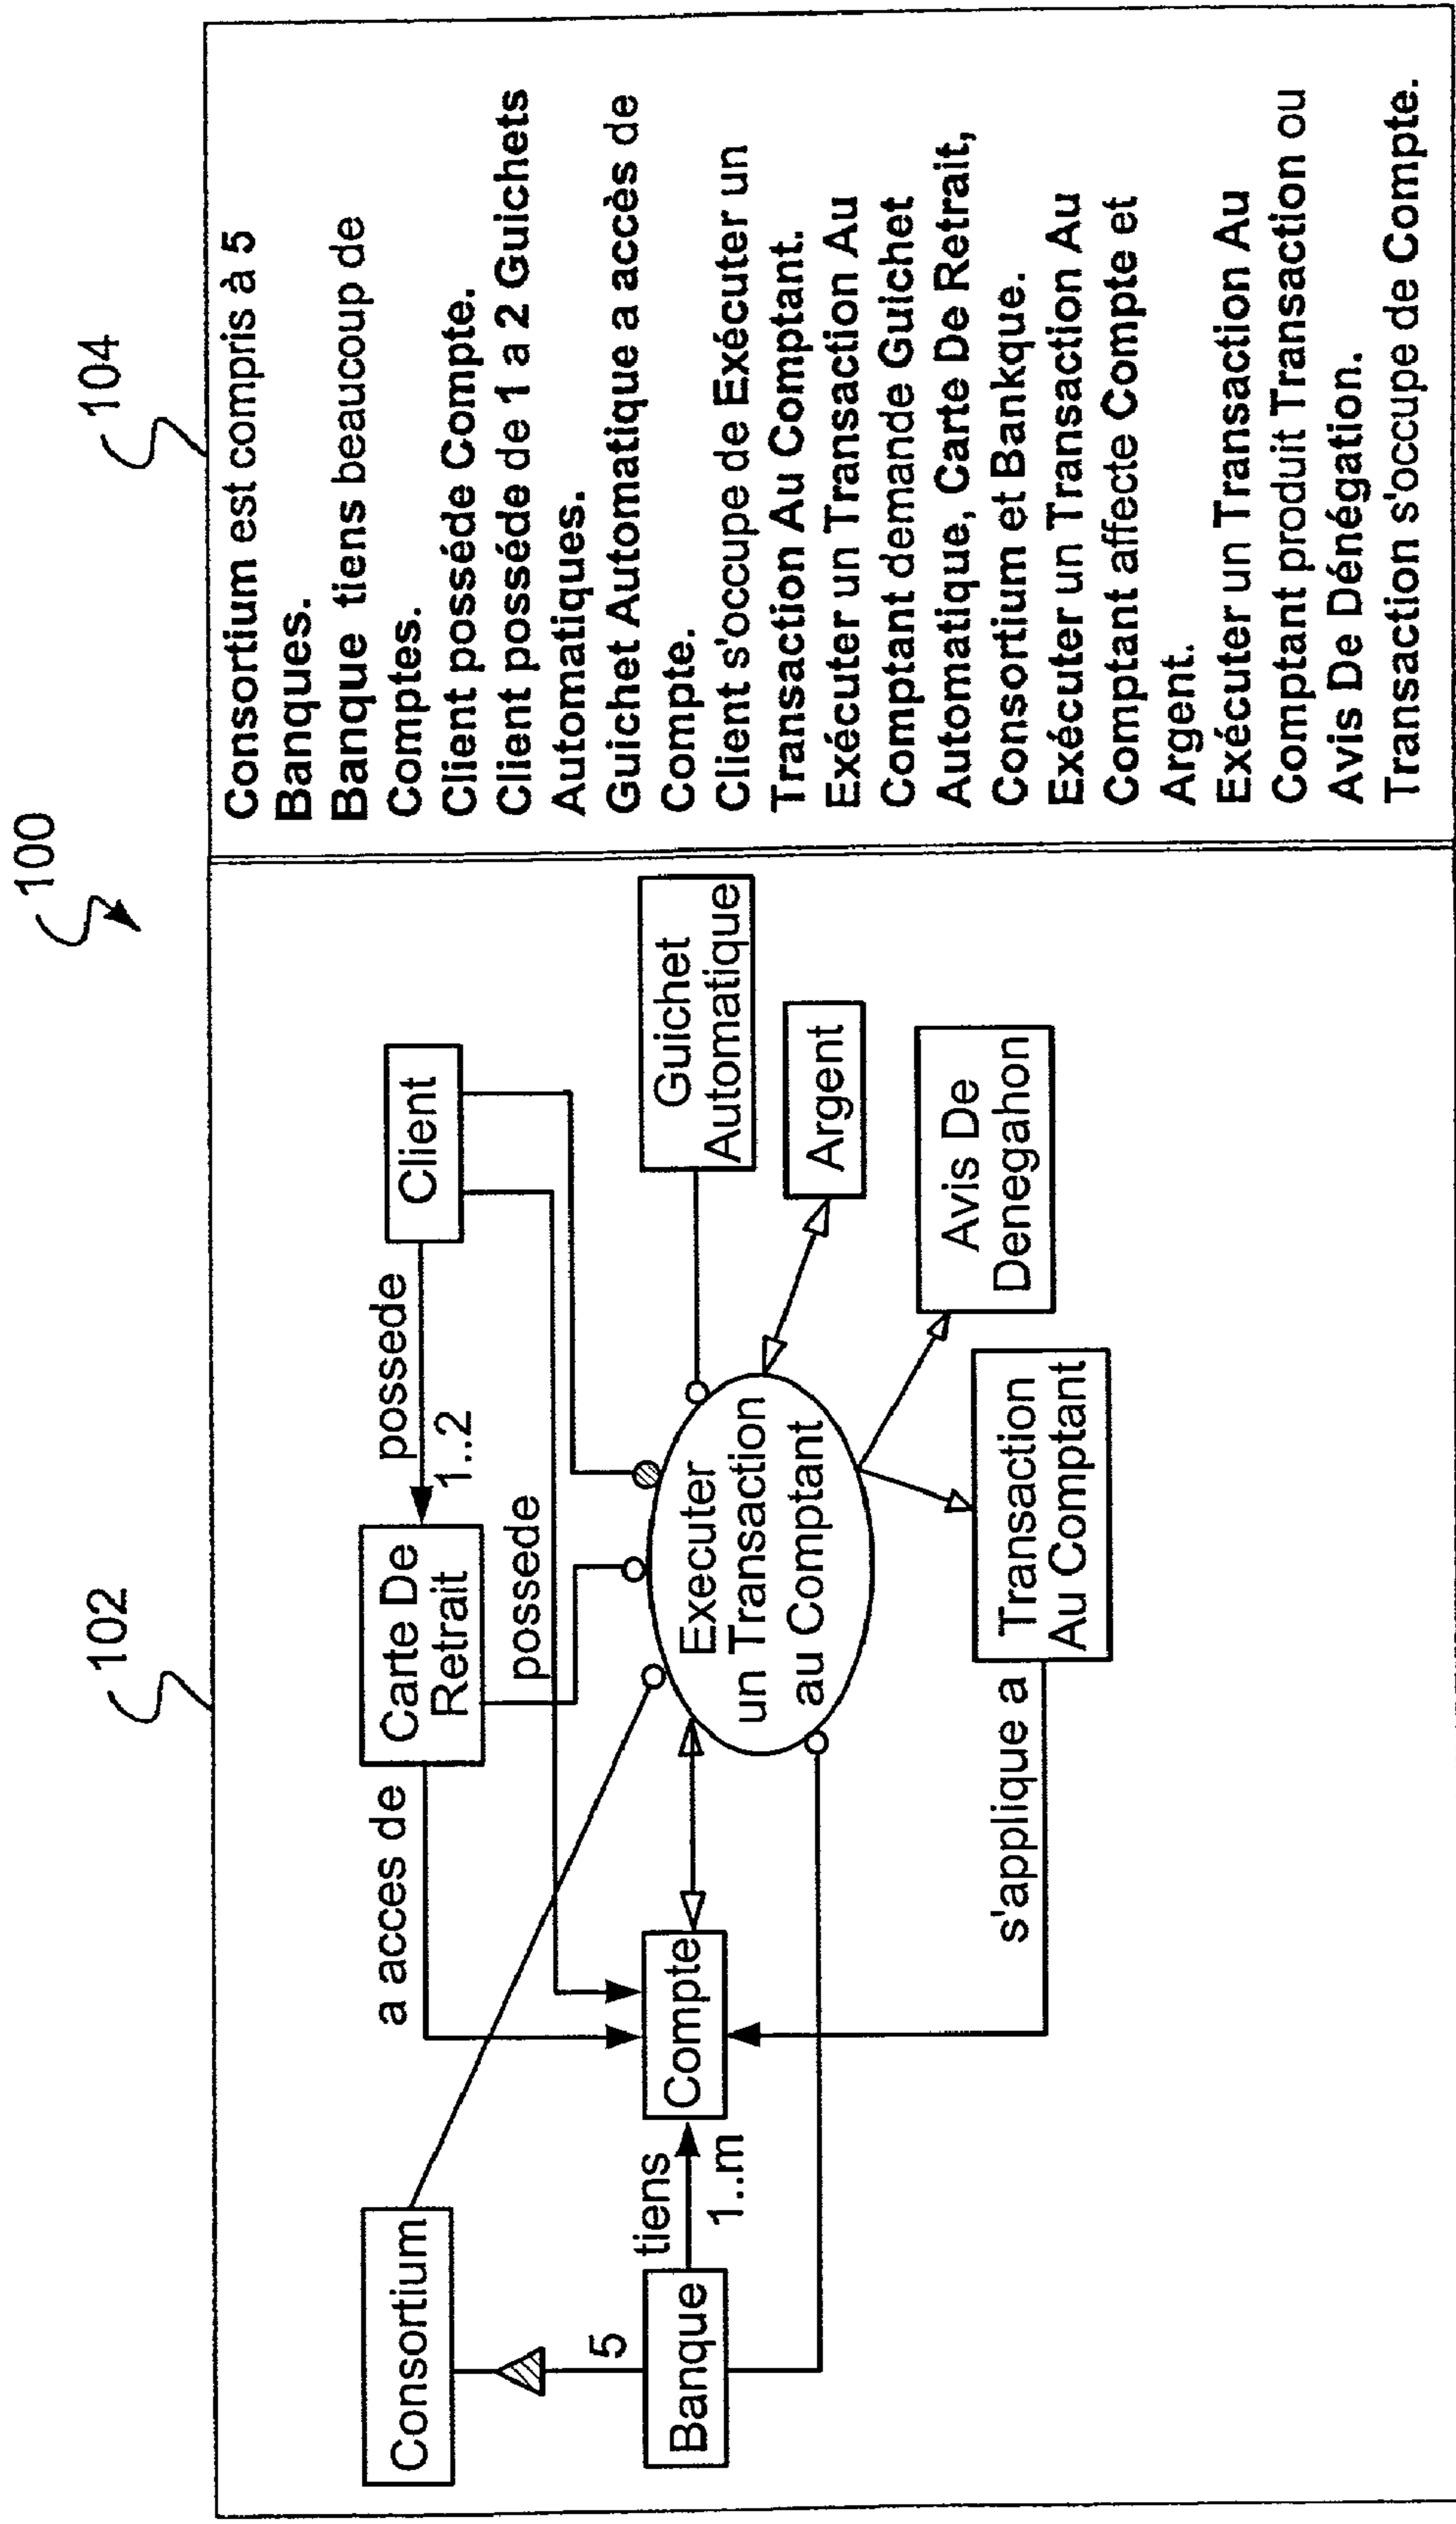 100
102
104
Consortium
5
Banque
tiens
1..m
Compte
a acces de
Carte De
Retrait
possede
1..2
Client
possede
Executer
un Transaction
au Comptant
Guichet
Automatique
Argent
Avis De
Denegahon
Transaction
Au Comptant
s'applique a
Consortium est compris à 5
Banques.
Banque tiens beaucoup de
Comptes.
Client posséde Compte.
Client posséde de 1 a 2 Guichets
Automatiques.
Guichet Automatique a accès de
Compte.
Client s'occupe de Exécuter un
Transaction Au Comptant.
Exécuter un Transaction Au
Comptant demande Guichet
Automatique, Carte De Retrait,
Consortium et Bankque.
Exécuter un Transaction Au
Comptant affecte Compte et
Argent.
Exécuter un Transaction Au
Comptant produit Transaction ou
Avis De Dénégation.
Transaction s'occupe de Compte.